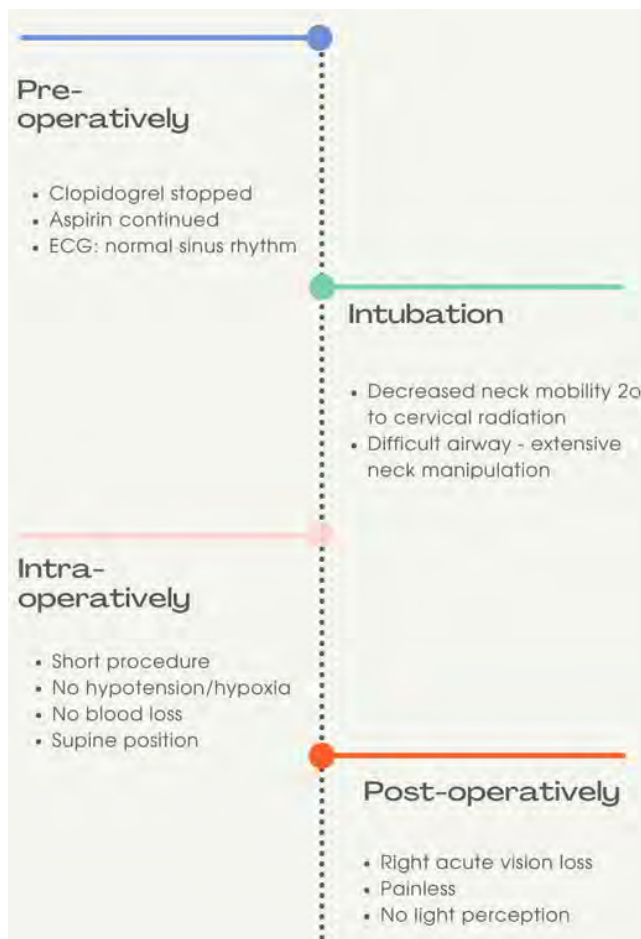 Pre-
operatively
• Clopidogrel stopped
• Aspirin continued
• ECG: normal sinus rhythm
Intubation
• Decreased neck mobility 2o
to cervical radiation
• Difficult airway - extensive
neck manipulation
Intra-
operatively
• Short procedure
• No hypotension/hypoxia
• No blood loss
• Supine position
Post-operatively
• Right acute vision loss
• Painless
• No light perception